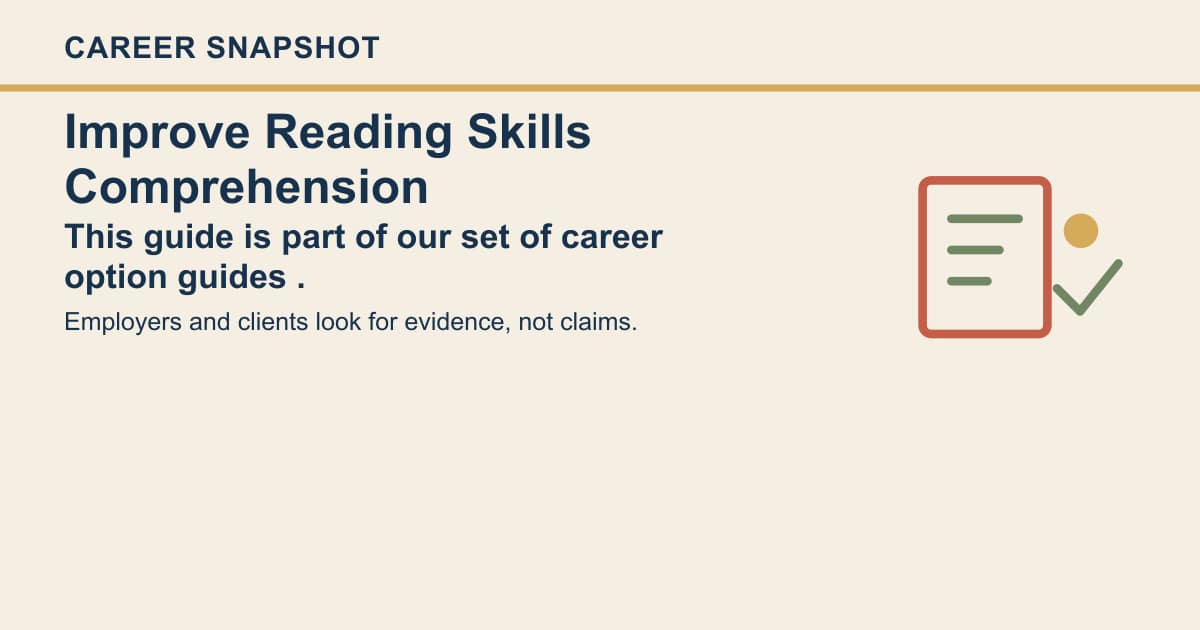 CAREER SNAPSHOT
Improve Reading Skills
Comprehension
This guide is part of our set of career
option guides .
Employers and clients look for evidence, not claims.